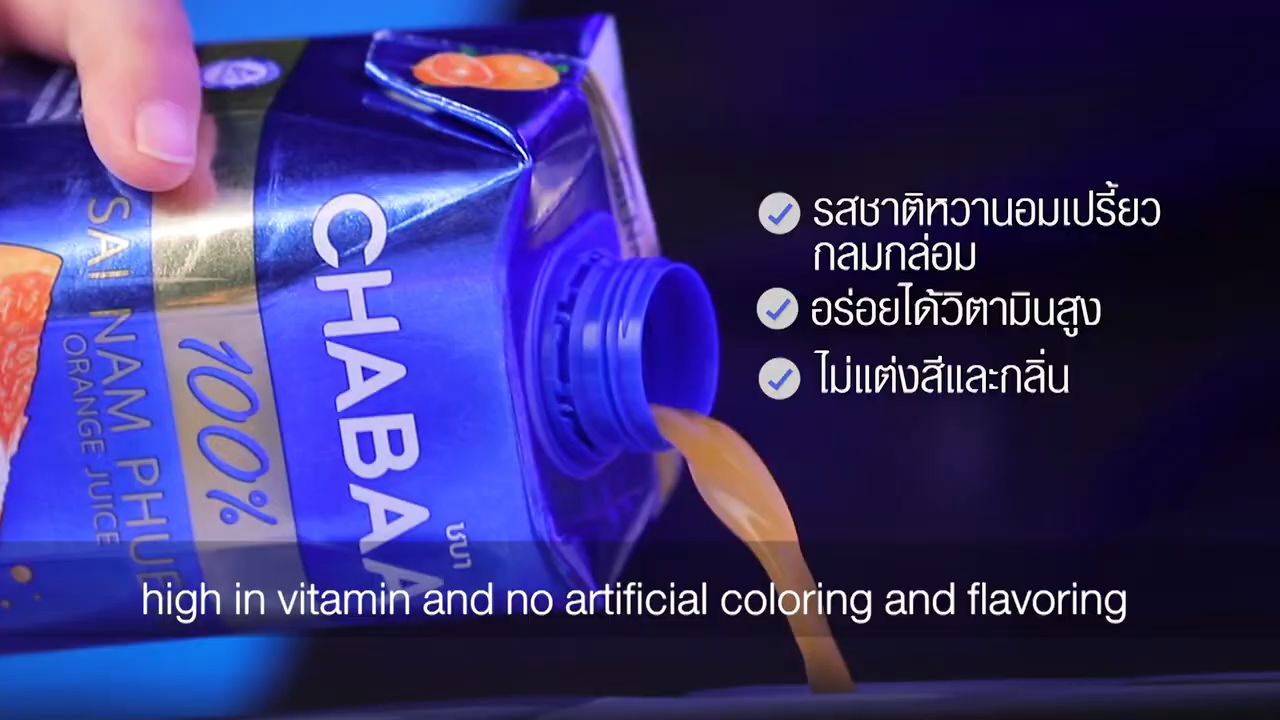 CHABAA
ชบา
100%
SAI NAM PHUE
ORANGE JUICE
รสชาติหวานอมเปรี้ยว
กลมกล่อม
อร่อยได้วิตามินสูง
ไม่แต่งสีและกลิ่น
high in vitamin and no artificial coloring and flavoring